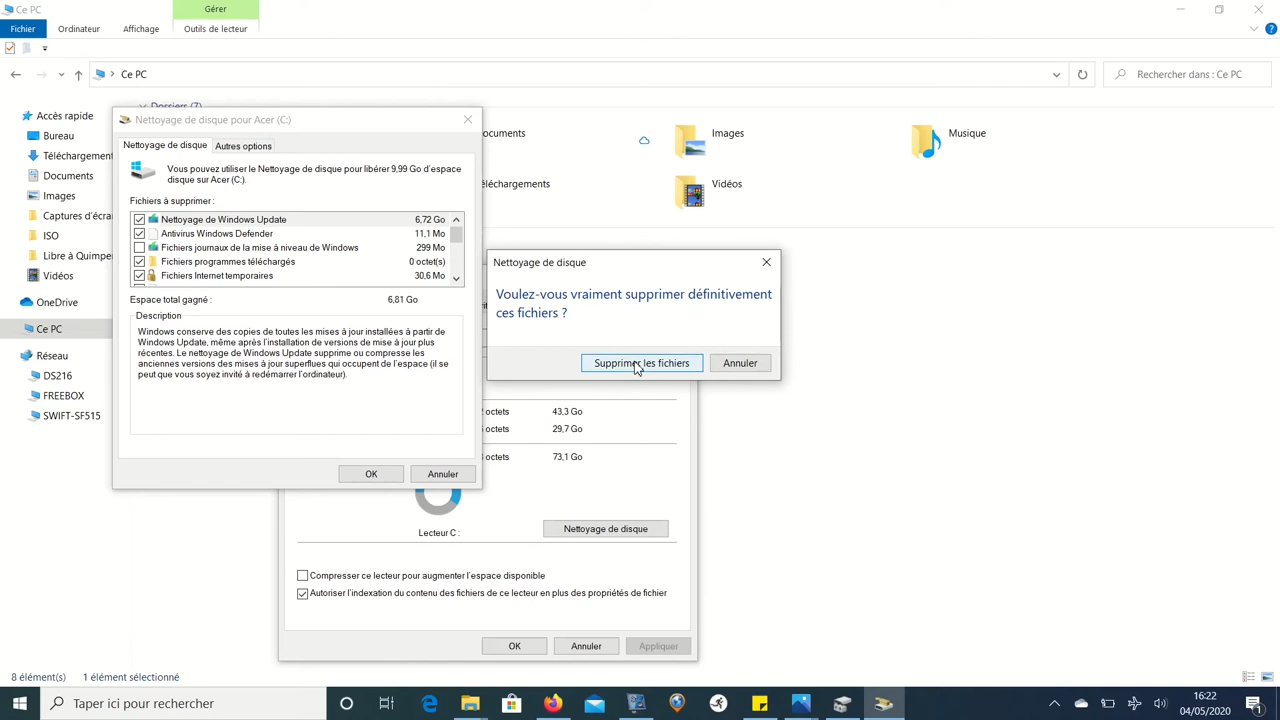 Ce PC
Gérer
Fichier
Ordinateur
Affichage
Outils de lecteur
Ce PC
Rechercher dans : Ce PC
Accès rapide
Bureau
Téléchargement
Documents
Images
Captures d'écra
ISO
Libre à Quimpe
Vidéos
OneDrive
Ce PC
Réseau
DS216
FREEBOX
SWIFT-SF515
Dossiers (7)
ocuments
Images
Musique
éléchargements
Vidéos
Nettoyage de disque pour Acer (C:)
Nettoyage de disque
Autres options
Vous pouvez utiliser le Nettoyage de disque pour libérer 9,99 Go d'espace
disque sur Acer (C:).
Fichiers à supprimer :
Nettoyage de Windows Update 6,72 Go
Antivirus Windows Defender 11,1 Mo
Fichiers journaux de la mise à niveau de Windows 299 Mo
Fichiers programmes téléchargés 0 octet(s)
Fichiers Internet temporaires 30,6 Mo
Espace total gagné : 6,81 Go
Description
Windows conserve des copies de toutes les mises à jour installées à partir de
Windows Update, même après l'installation de versions de mise à jour plus
récentes. Le nettoyage de Windows Update supprime ou compresse les
anciennes versions des mises à jour superflues qui occupent de l'espace (il se
peut que vous soyez invité à redémarrer l'ordinateur).
OK
Annuler
Nettoyage de disque
Voulez-vous vraiment supprimer définitivement
ces fichiers ?
Supprimer les fichiers
Annuler
octets 43,3 Go
octets 29,7 Go
octets 73,1 Go
Lecteur C :
Nettoyage de disque
Compresser ce lecteur pour augmenter l'espace disponible
Autoriser l'indexation du contenu des fichiers de ce lecteur en plus des propriétés de fichier
OK
Annuler
Appliquer
8 élément(s)
1 élément sélectionné
Taper ici pour rechercher
16:22
04/05/2020
1